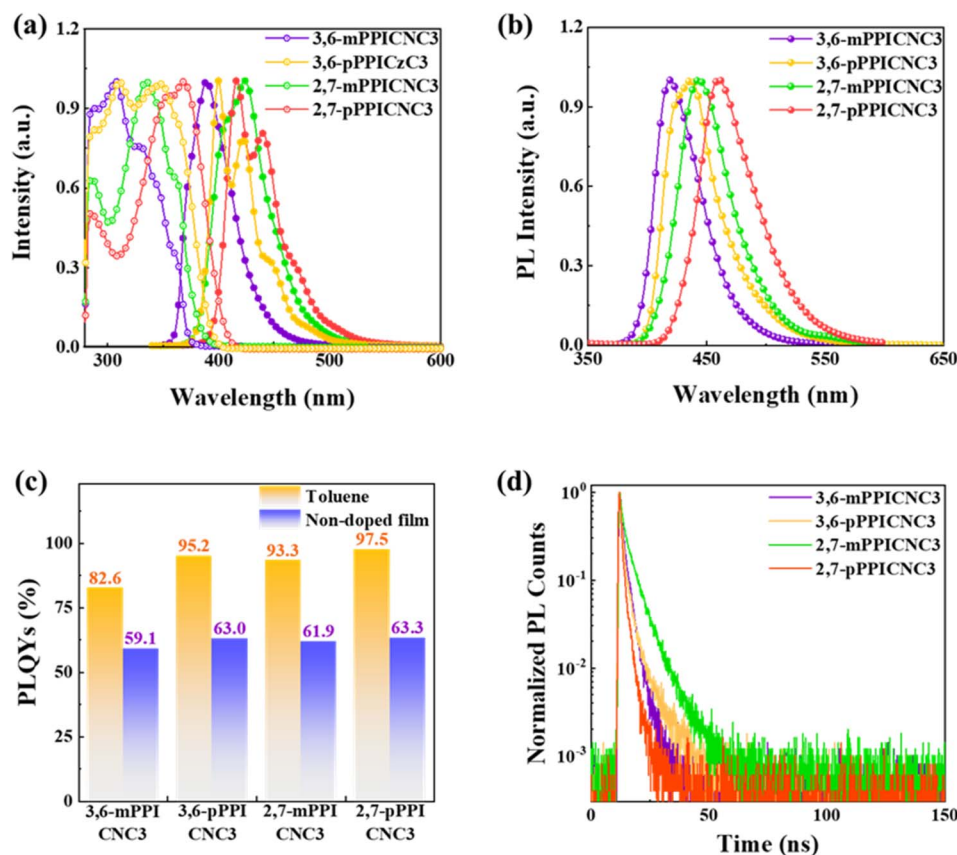 (a)
1.2
0.9
0.6
0.3
0.0
Intensity (a.u.)
3,6-mPPICNC3
3,6-pPPICzC3
2,7-mPPICNC3
2,7-pPPICNC3
300
400
500
600
Wavelength (nm)
(b)
1.2
0.9
0.6
0.3
0.0
PL Intensity (a.u.)
3,6-mPPICNC3
3,6-pPPICNC3
2,7-mPPICNC3
2,7-pPPICNC3
350
450
550
650
Wavelength (nm)
(c)
100
75
50
25
0
PLQYs (%)
Toluene
Non-doped film
82.6
59.1
95.2
63.0
93.3
61.9
97.5
63.3
3,6-mPPI
CNC3
3,6-pPPI
CNC3
2,7-mPPI
CNC3
2,7-pPPI
CNC3
(d)
10^0
10^-1
10^-2
10^-3
Normalized PL Counts
3,6-mPPICNC3
3,6-pPPICNC3
2,7-mPPICNC3
2,7-pPPICNC3
0
50
100
150
Time (ns)